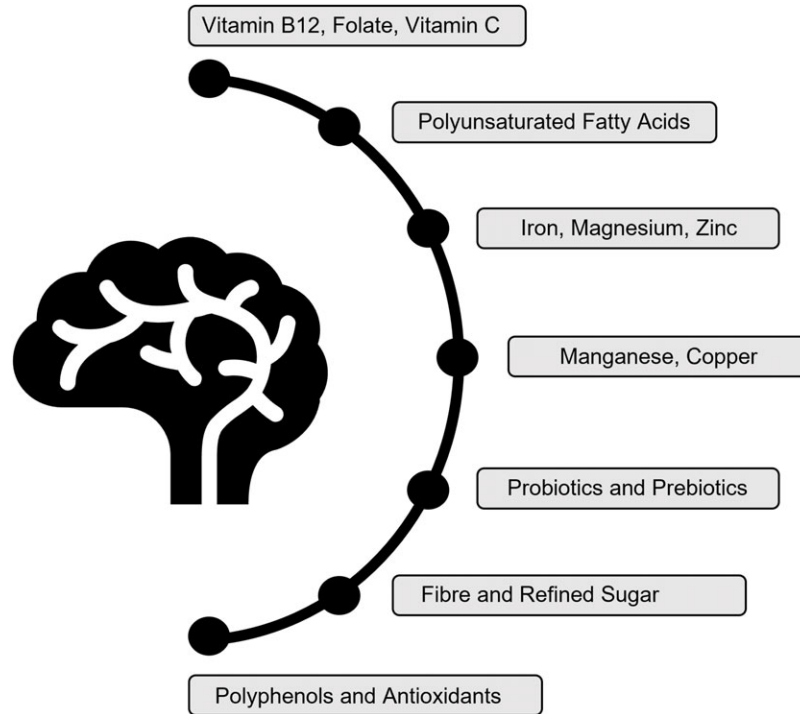 Vitamin B12, Folate, Vitamin C
Polyunsaturated Fatty Acids
Iron, Magnesium, Zinc
Manganese, Copper
Probiotics and Prebiotics
Fibre and Refined Sugar
Polyphenols and Antioxidants